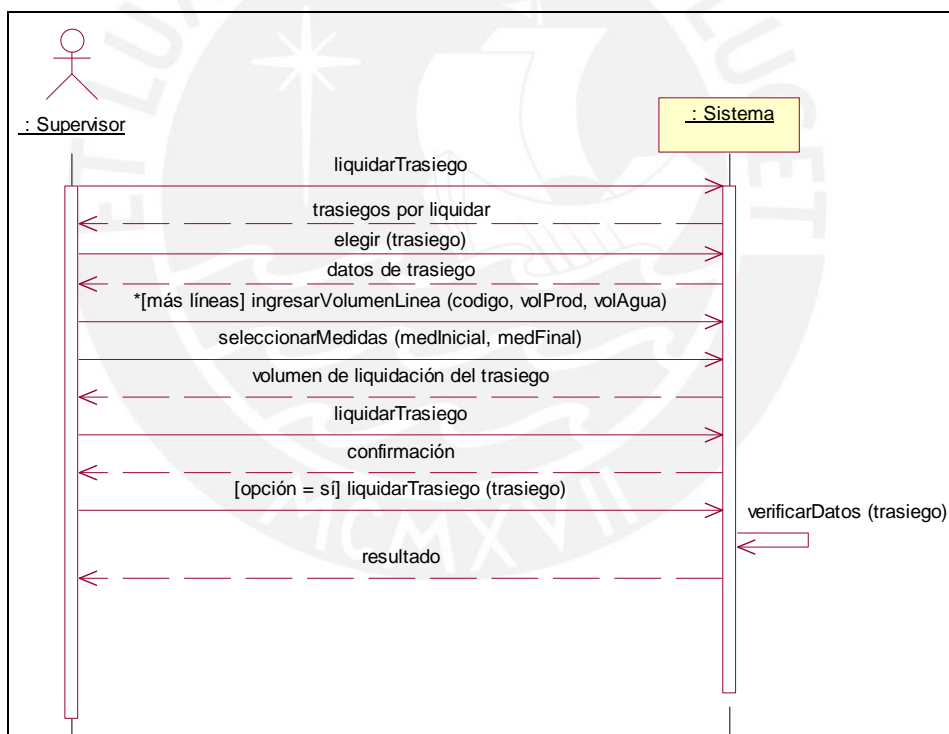 : Supervisor
: Sistema
liquidarTrasiego
trasiegos por liquidar
elegir (trasiego)
datos de trasiego
*[más líneas] ingresarVolumenLinea (codigo, volProd, volAgua)
seleccionarMedidas (medInicial, medFinal)
volumen de liquidación del trasiego
liquidarTrasiego
confirmación
[opción = sí] liquidarTrasiego (trasiego)
verificarDatos (trasiego)
resultado
MCMXVII